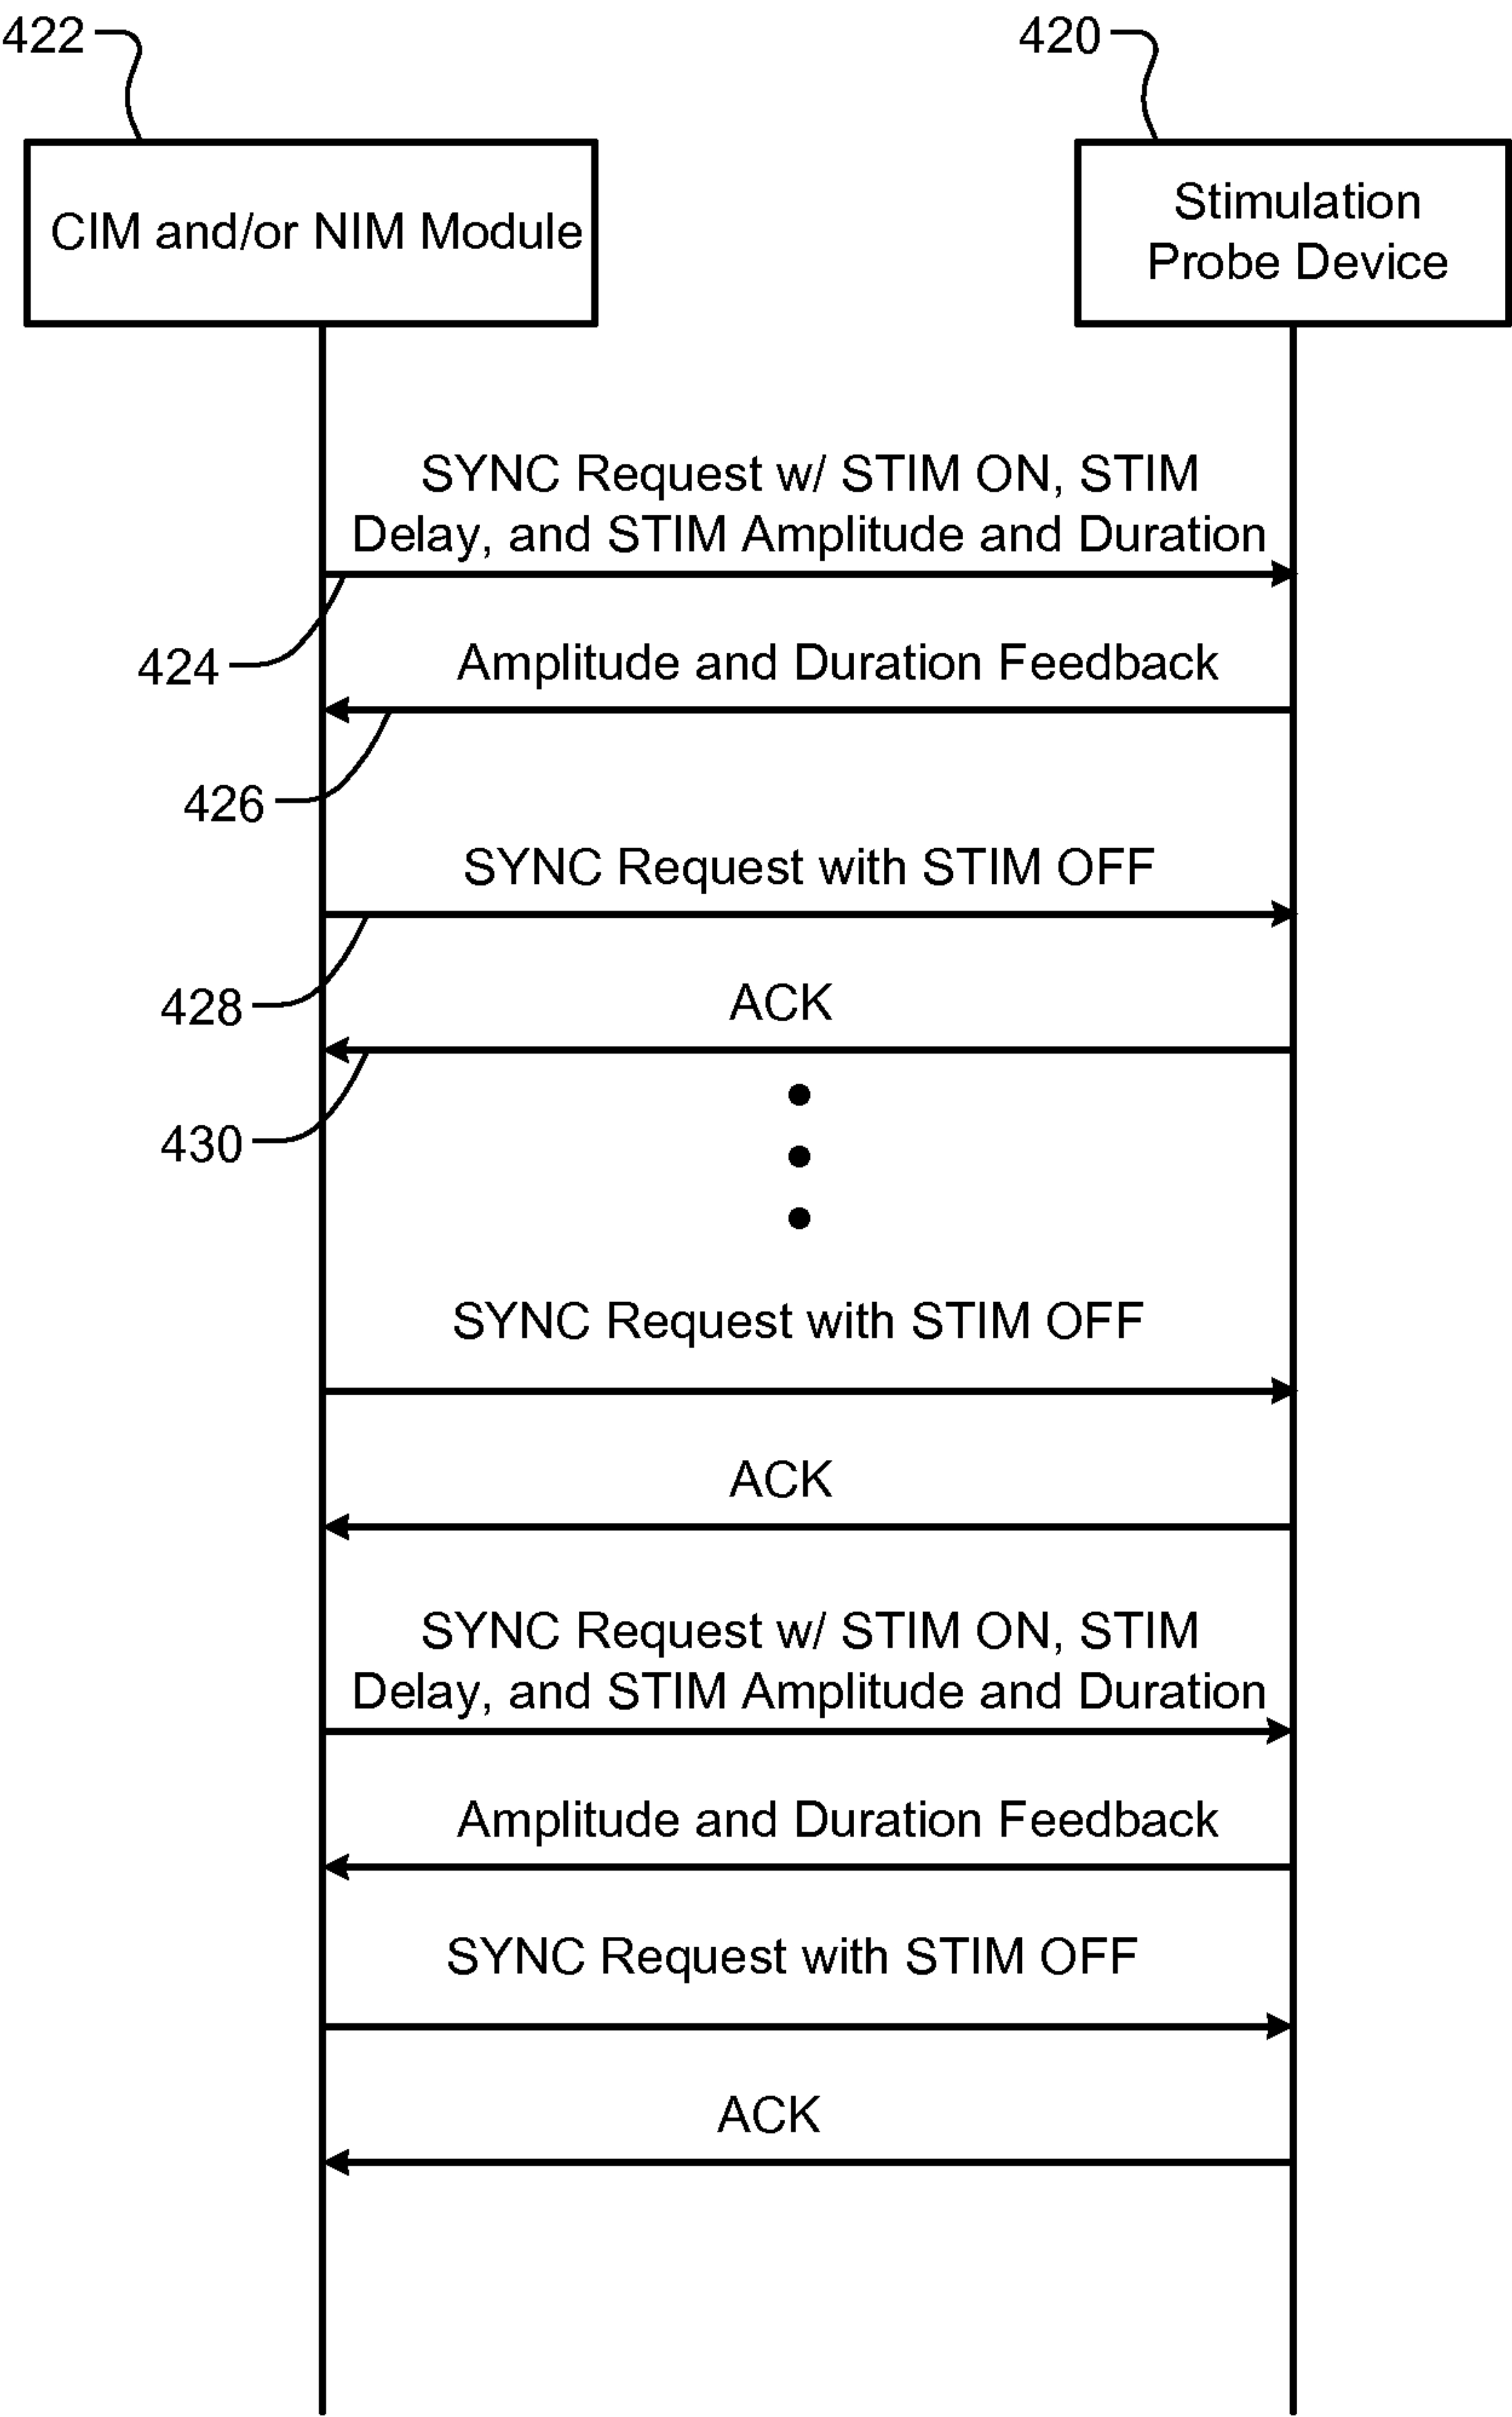 422
420
CIM and/or NIM Module
Stimulation
Probe Device
SYNC Request w/ STIM ON, STIM
Delay, and STIM Amplitude and Duration
424
Amplitude and Duration Feedback
426
SYNC Request with STIM OFF
428
ACK
430
SYNC Request with STIM OFF
ACK
SYNC Request w/ STIM ON, STIM
Delay, and STIM Amplitude and Duration
Amplitude and Duration Feedback
SYNC Request with STIM OFF
ACK